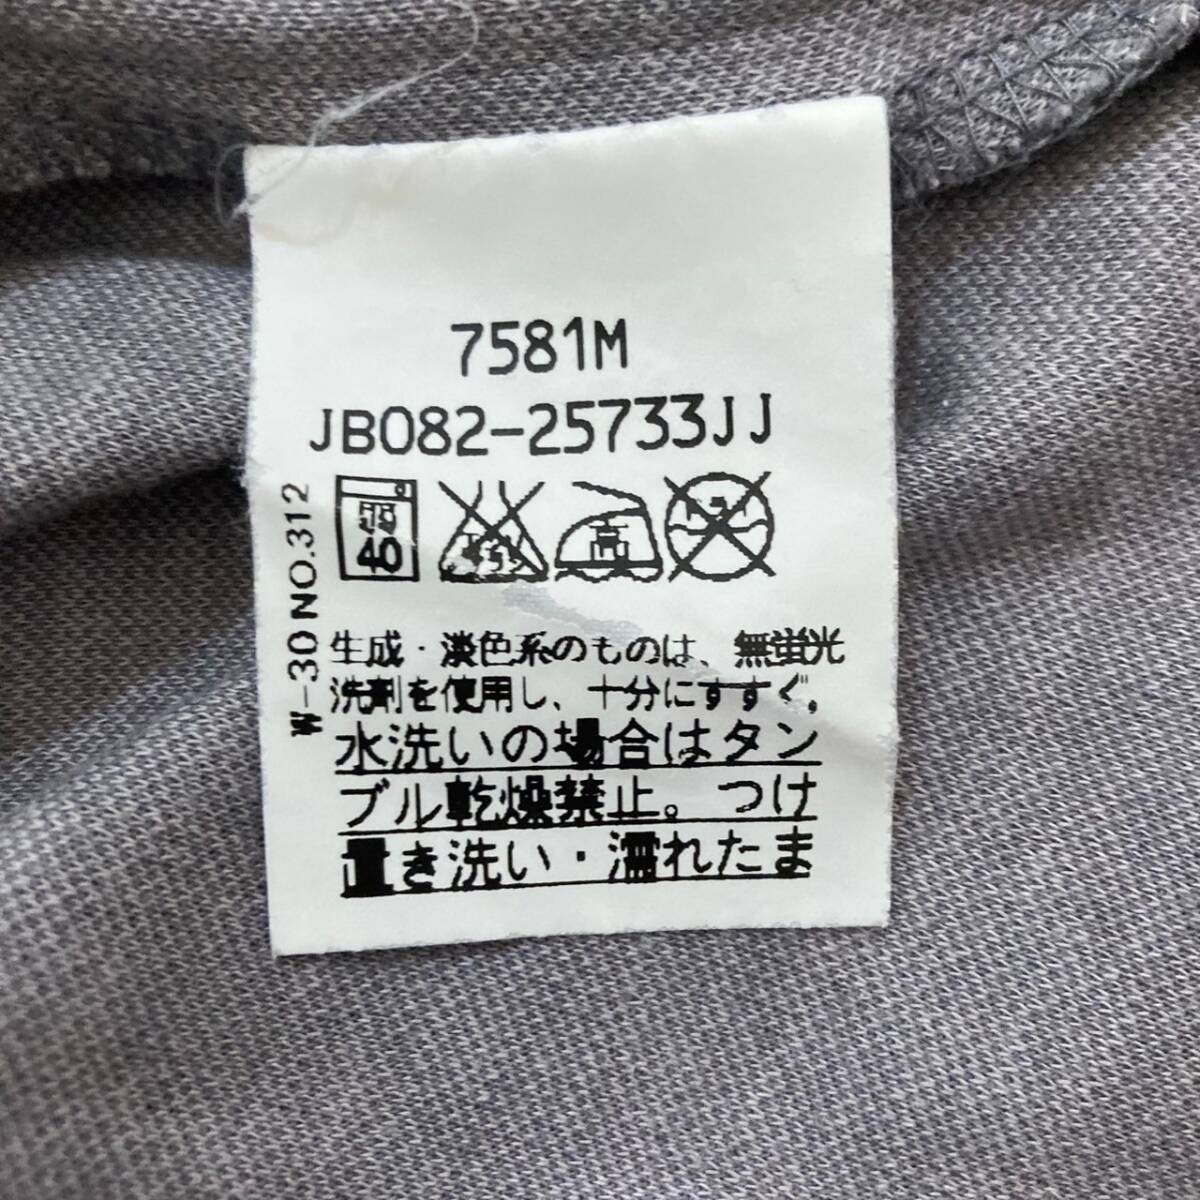 7581M
JB082-25733JJ
弱
40
中
W-30 NO.312
生成・淡色系のものは、無蛍光
洗剤を使用し、十分にすすぐ。
水洗いの場合はタン
ブル乾燥禁止。つけ
置き洗い・濡れたま